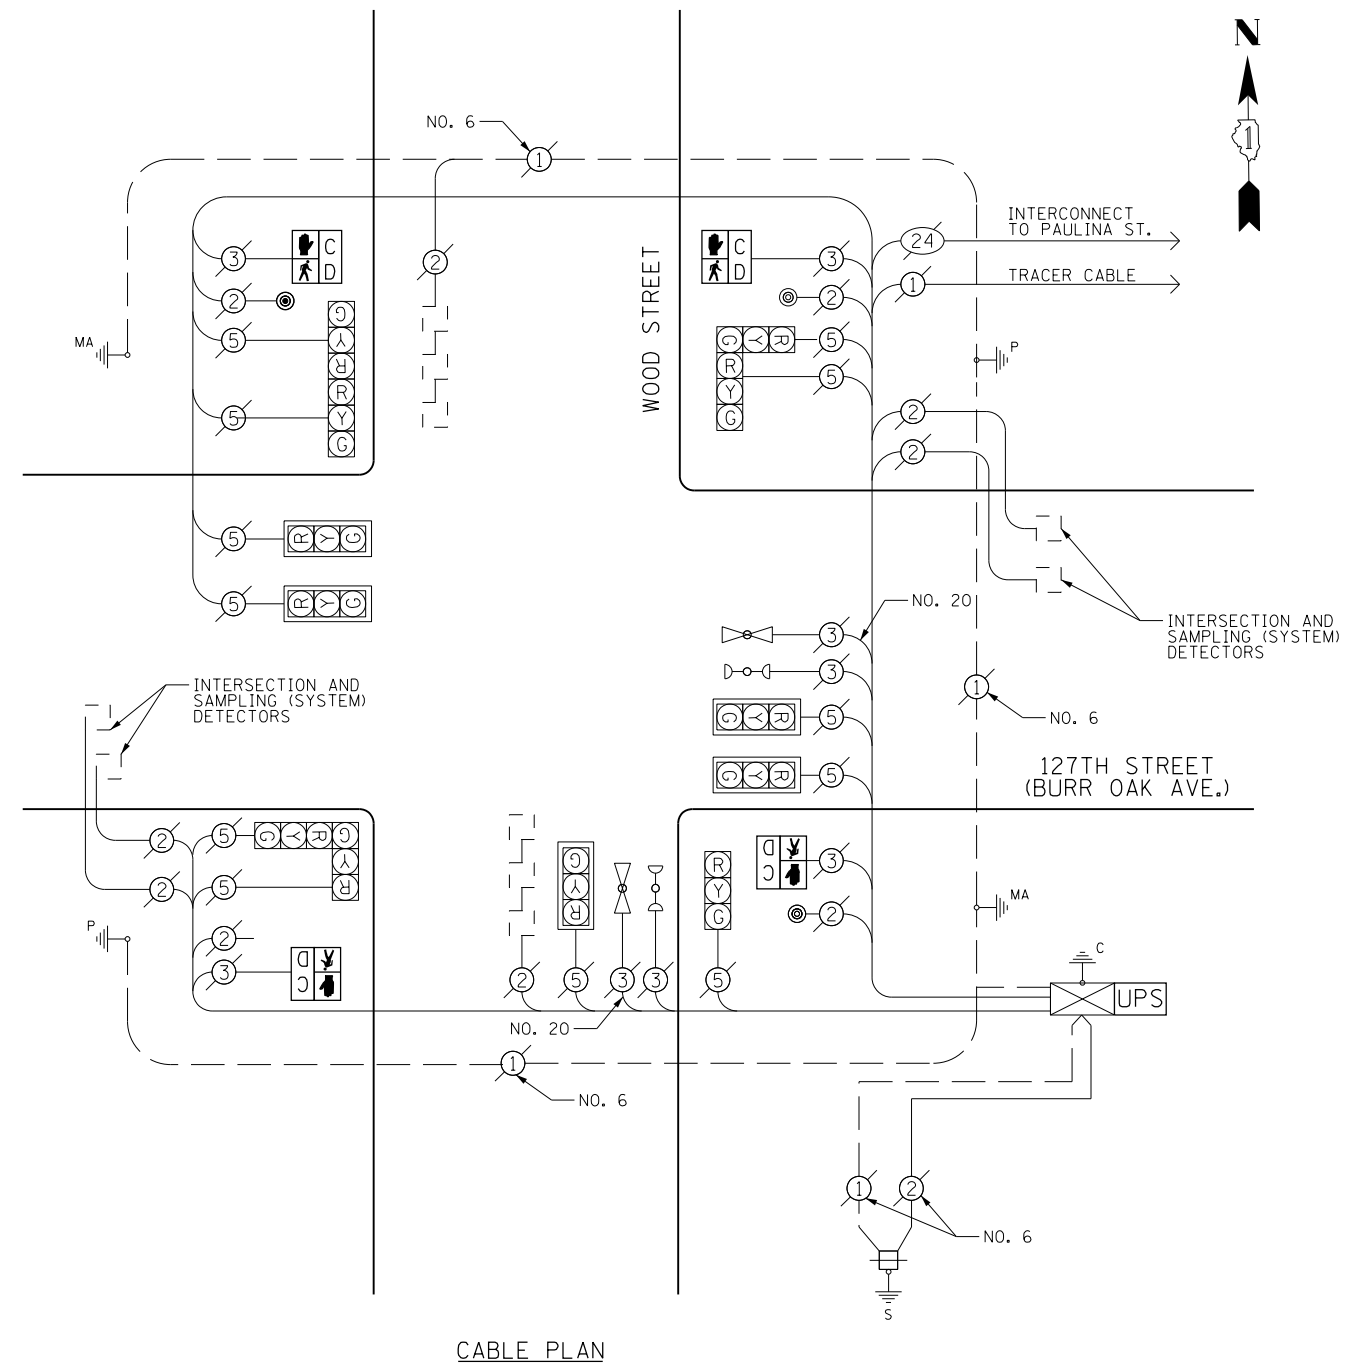 N
1
NO. 6
1
INTERCONNECT
TO PAULINA ST.
24
TRACER CABLE
1
WOOD STREET
3
C
D
2
5
G
Y
R
R
Y
G
5
MA
2
C
D
3
2
G Y R
5
R
Y
G
5
P
2
2
5
R Y G
5
R Y G
NO. 20
3
3
G Y R
5
G Y R
5
INTERSECTION AND
SAMPLING (SYSTEM)
DETECTORS
INTERSECTION AND
SAMPLING (SYSTEM)
DETECTORS
1
NO. 6
127TH STREET
(BURR OAK AVE.)
2
5
G Y R G
Y
R
2
5
P
2
3
C
D
G
Y
R
R
Y
G
2
5
3
3
5
NO. 20
C
D
3
2
MA
C
UPS
1
NO. 6
1
2
NO. 6
S
CABLE PLAN